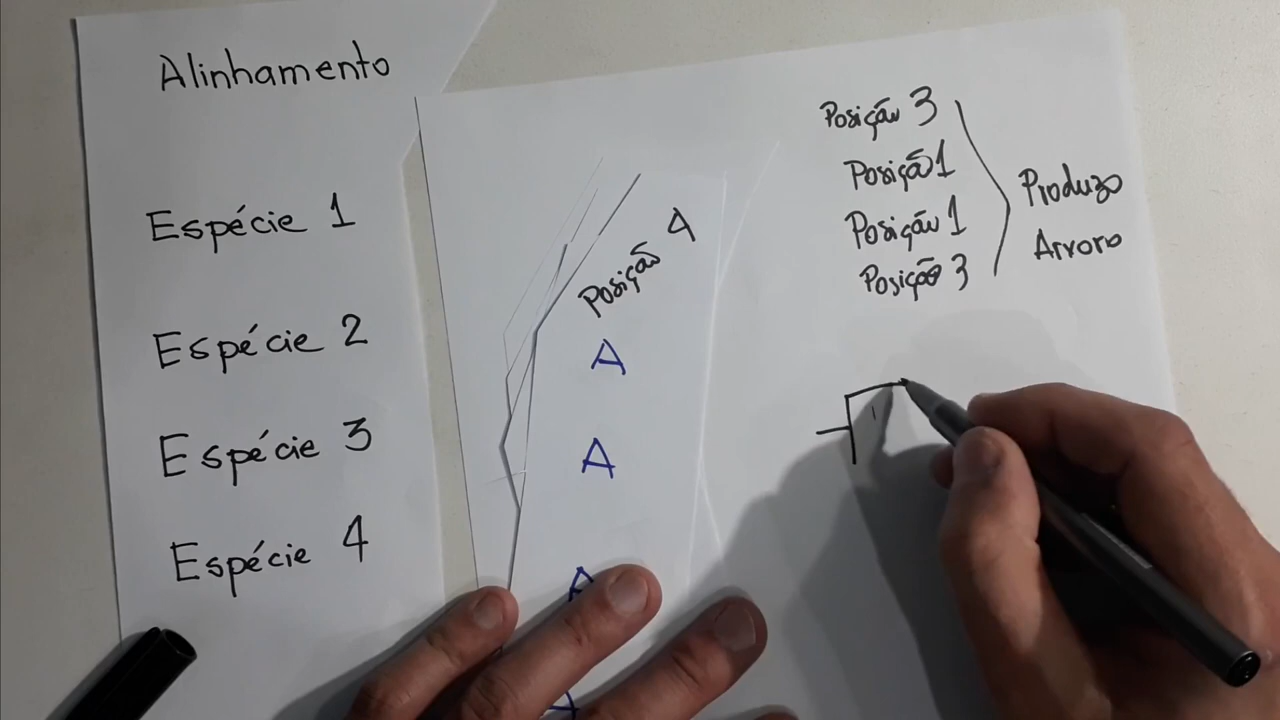 Alinhamento
Espécie 1
Espécie 2
Espécie 3
Espécie 4
Posição 4
A
A
A
A
Posição 3
Posição 1
Posição 1
Posição 3
Produzo
Arvore